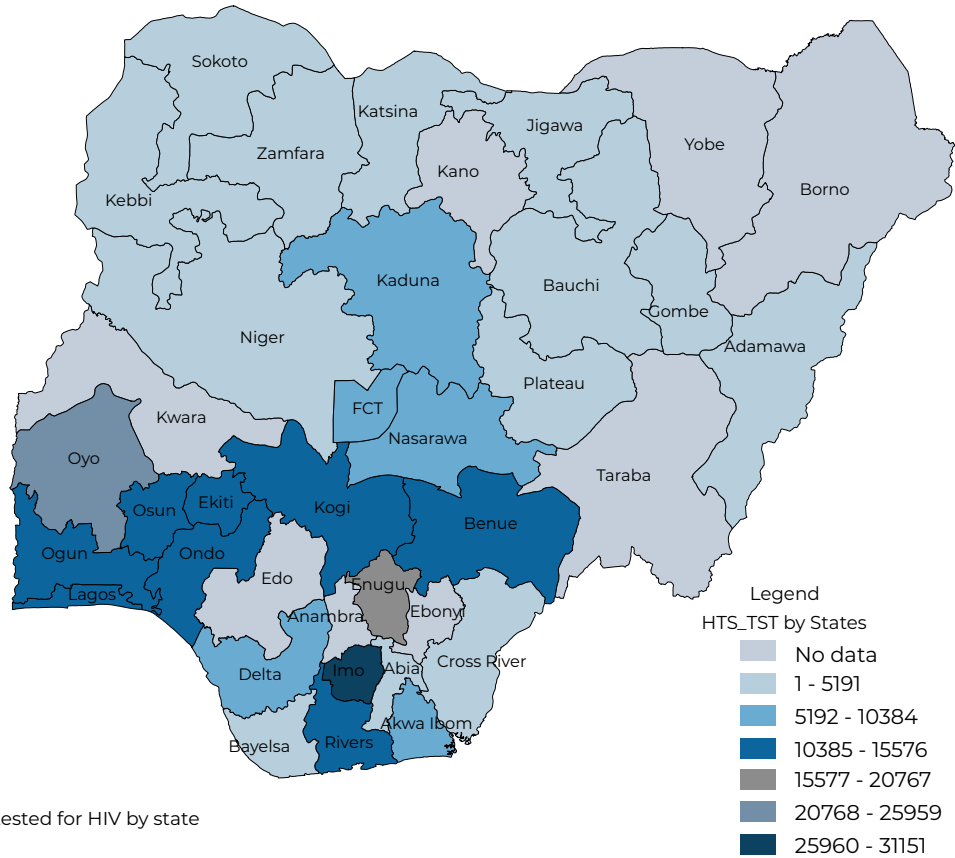 Sokoto
Katsina
Jigawa
Yobe
Zamfara
Kano
Borno
Kebbi
Kaduna
Bauchi
Gombe
Niger
Adamawa
Plateau
FCT
Kwara
Nasarawa
Oyo
Taraba
Ekiti
Osun
Kogi
Benue
Ogun
Ondo
Edo
Enugu
Lagos
Anambra
Ebonyi
Cross River
Imo
Abia
Delta
Akwa Ibom
Bayelsa
Rivers
Legend
HTS_TST by States
No data
1 - 5191
5192 - 10384
10385 - 15576
15577 - 20767
20768 - 25959
25960 - 31151
ested for HIV by state